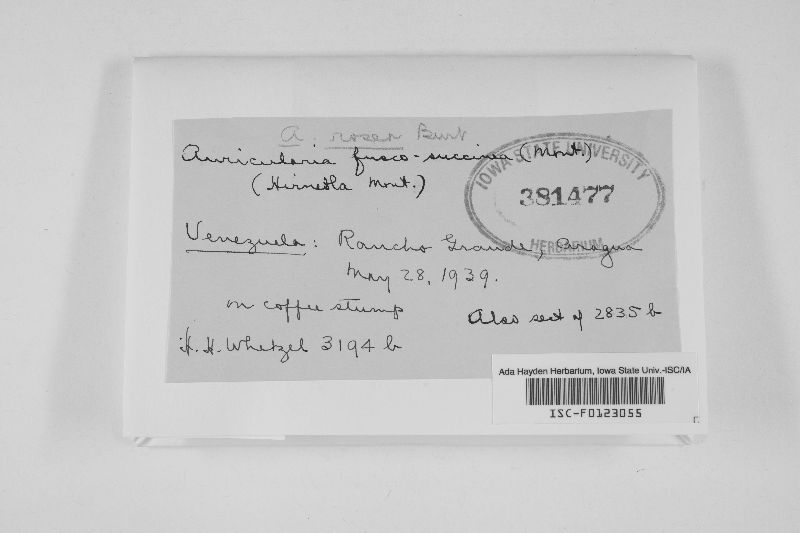 A. rosea Burt
Auricularia fusco-succinea (Mont.)
(Hirneola Mont.)
IOWA STATE UNIVERSITY
381477
HERBARIUM
Venezuela: Rancho Grande, Aragua
May 28, 1939.
on coffee stump
Also sect of 2835 b
H. H. Whetzel 3194 b
Ada Hayden Herbarium, Iowa State Univ.-ISC/IA
ISC-F0123055